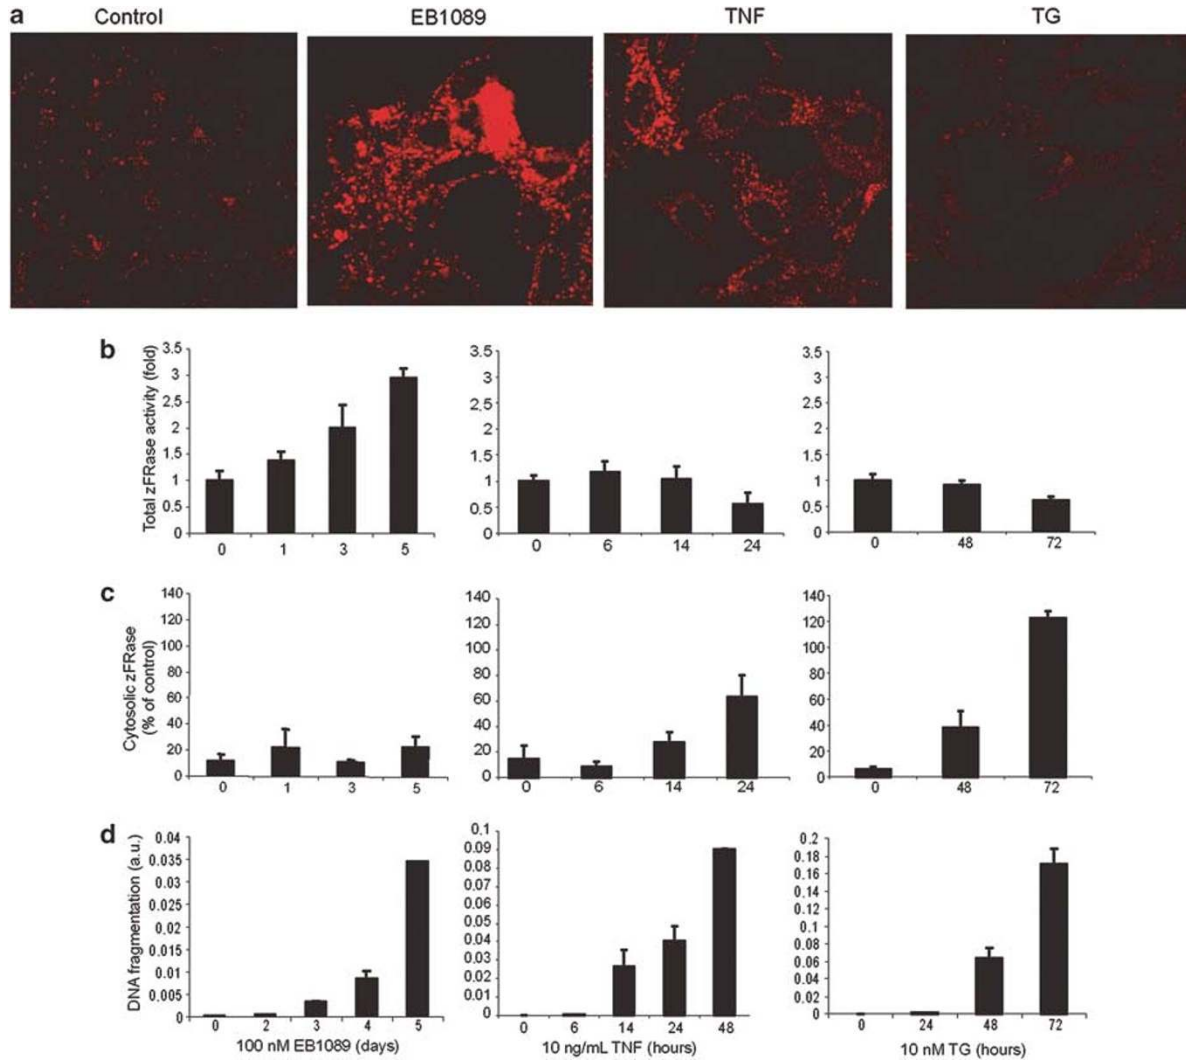 a
Control EB1089 TNF TG
b
Total zFRase activity (fold)
3.5 3.5 3.5
3 3 3
2.5 2.5 2.5
2 2 2
1.5 1.5 1.5
1 1 1
0.5 0.5 0.5
0 0 0
0 1 3 5 0 6 14 24 0 48 72
c
Cytosolic zFRase
(% of control)
140 140 140
120 120 120
100 100 100
80 80 80
60 60 60
40 40 40
20 20 20
0 0 0
0 1 3 5 0 6 14 24 0 48 72
d
DNA fragmentation (a.u.)
0.04 0.1 0.2
0.035 0.09 0.18
0.03 0.08 0.16
0.025 0.07 0.14
0.02 0.06 0.12
0.015 0.05 0.1
0.01 0.04 0.08
0.005 0.03 0.06
0 0.02 0.04
0.01 0.02
0 0
0 2 3 4 5 0 6 14 24 48 0 24 48 72
100 nM EB1089 (days) 10 ng/mL TNF (hours) 10 nM TG (hours)